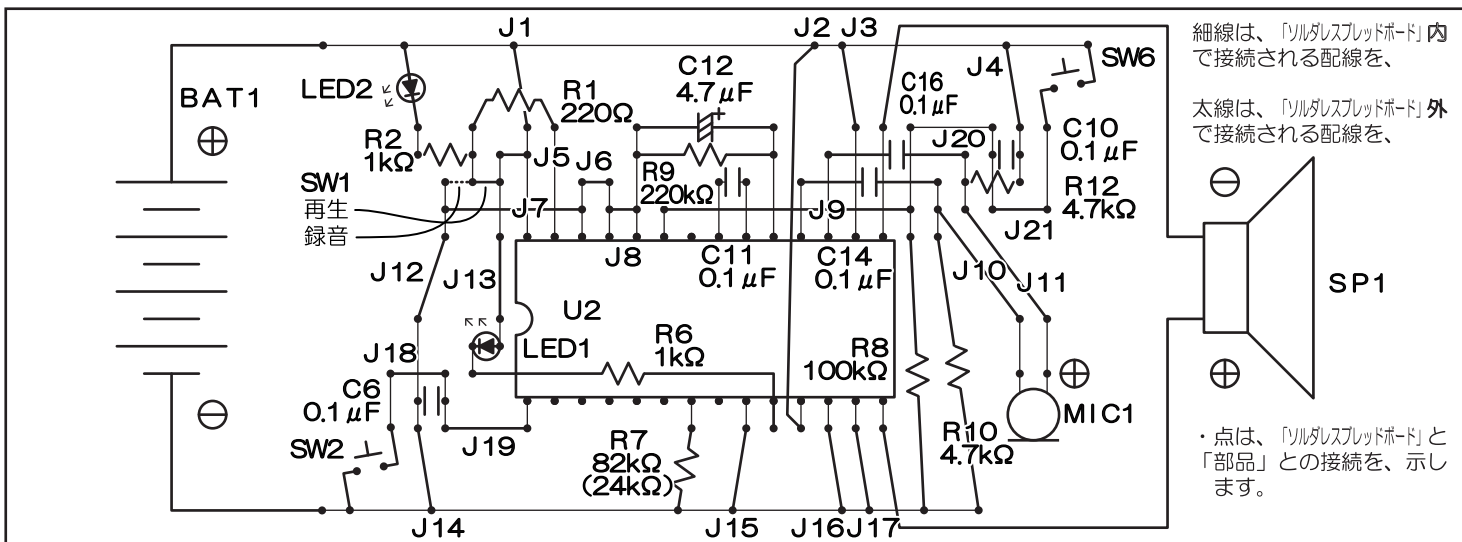 J1
J2
J3
細線は、「ソルダレスブレッドボード」内
で接続される配線を、
太線は、「ソルダレスブレッドボード」外
で接続される配線を、
BAT1
LED2
R1
220Ω
C12
4.7μF
+
C16
0.1μF
J4
SW6
R2
1kΩ
J5
J6
J20
C10
0.1μF
SW1
再生
録音
R9
220kΩ
R12
4.7kΩ
J7
J9
J21
J8
J12
J13
C11
0.1μF
C14
0.1μF
J10
J11
SP1
U2
LED1
R6
1kΩ
R8
100kΩ
J18
C6
0.1μF
MIC1
SW2
J19
R7
82kΩ
(24kΩ)
R10
4.7kΩ
J14
J15
J16
J17
・点は、「ソルダレスブレッドボード」と
「部品」との接続を、示し
ます。